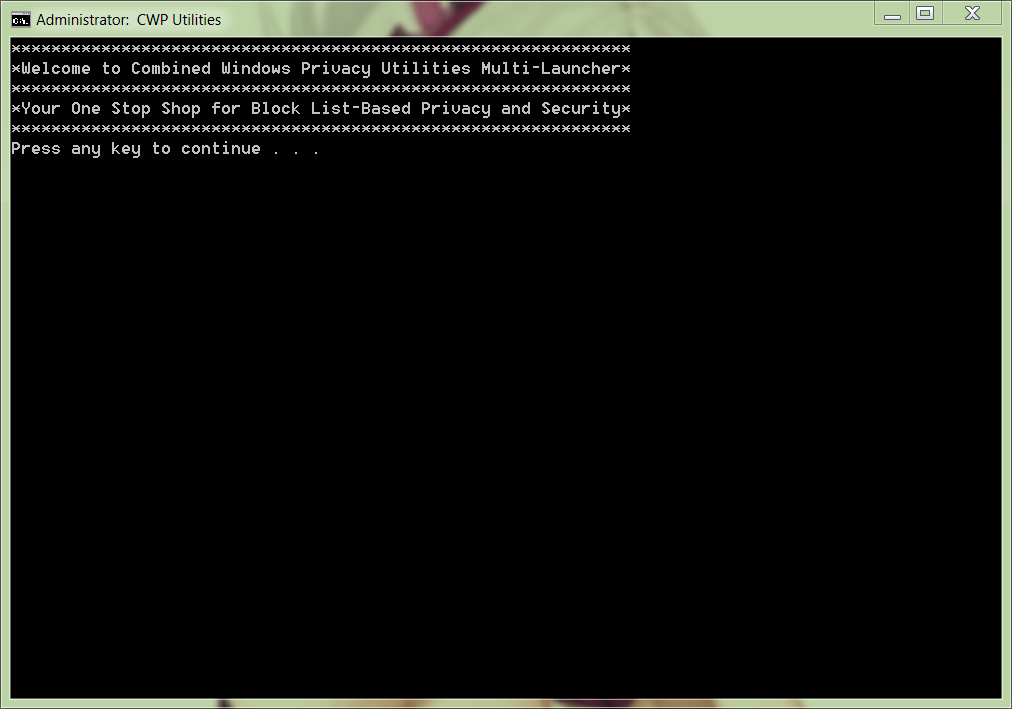 Administrator:  CWP Utilities
**************************************************************
*Welcome to Combined Windows Privacy Utilities Multi-Launcher*
**************************************************************
*Your One Stop Shop for Block List-Based Privacy and Security*
**************************************************************
Press any key to continue . . .